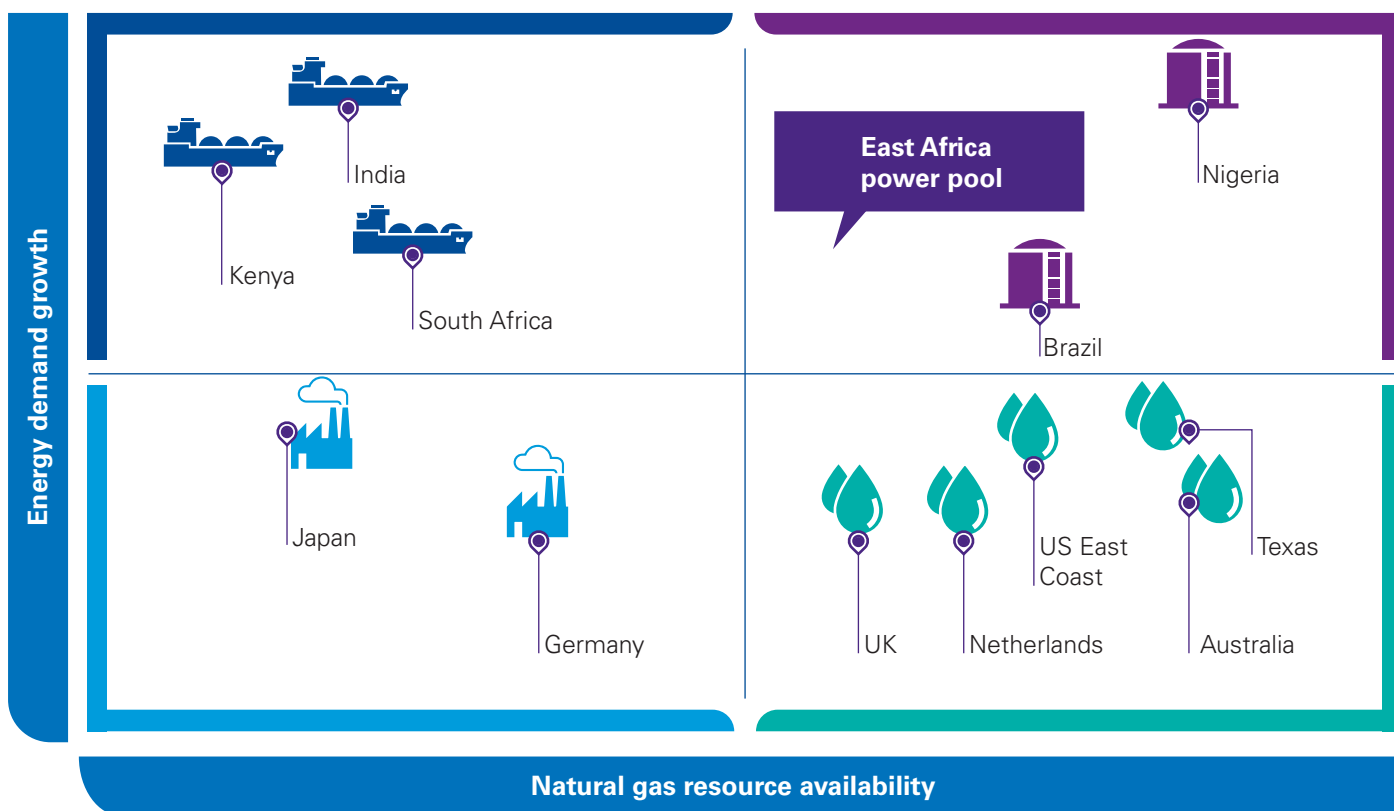 Energy demand growth
India
Kenya
South Africa
East Africa
power pool
Nigeria
Brazil
Japan
Germany
UK
Netherlands
US East
Coast
Texas
Australia
Natural gas resource availability